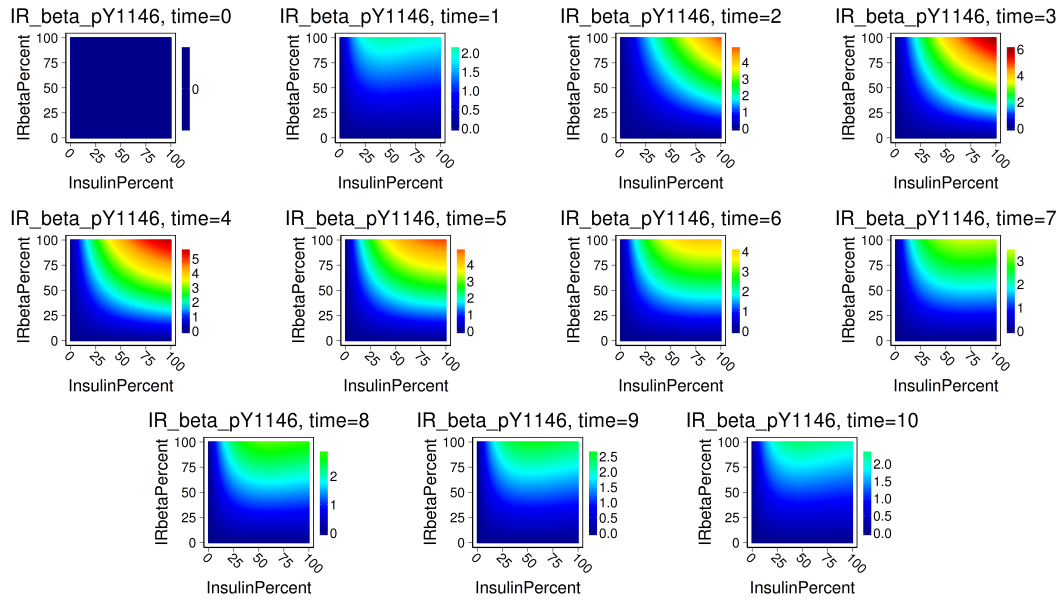 IR_beta_pY1146, time=0
IRbetaPercent
100
75
50
25
0
0
0 25 50 75 100
InsulinPercent
IR_beta_pY1146, time=1
IRbetaPercent
100
75
50
25
0
2.0
1.5
1.0
0.5
0.0
0 25 50 75 100
InsulinPercent
IR_beta_pY1146, time=2
IRbetaPercent
100
75
50
25
0
4
3
2
1
0
0 25 50 75 100
InsulinPercent
IR_beta_pY1146, time=3
IRbetaPercent
100
75
50
25
0
6
4
2
0
0 25 50 75 100
InsulinPercent
IR_beta_pY1146, time=4
IRbetaPercent
100
75
50
25
0
5
4
3
2
1
0
0 25 50 75 100
InsulinPercent
IR_beta_pY1146, time=5
IRbetaPercent
100
75
50
25
0
4
3
2
1
0
0 25 50 75 100
InsulinPercent
IR_beta_pY1146, time=6
IRbetaPercent
100
75
50
25
0
4
3
2
1
0
0 25 50 75 100
InsulinPercent
IR_beta_pY1146, time=7
IRbetaPercent
100
75
50
25
0
3
2
1
0
0 25 50 75 100
InsulinPercent
IR_beta_pY1146, time=8
IRbetaPercent
100
75
50
25
0
2
1
0
0 25 50 75 100
InsulinPercent
IR_beta_pY1146, time=9
IRbetaPercent
100
75
50
25
0
2.5
2.0
1.5
1.0
0.5
0.0
0 25 50 75 100
InsulinPercent
IR_beta_pY1146, time=10
IRbetaPercent
100
75
50
25
0
2.0
1.5
1.0
0.5
0.0
0 25 50 75 100
InsulinPercent